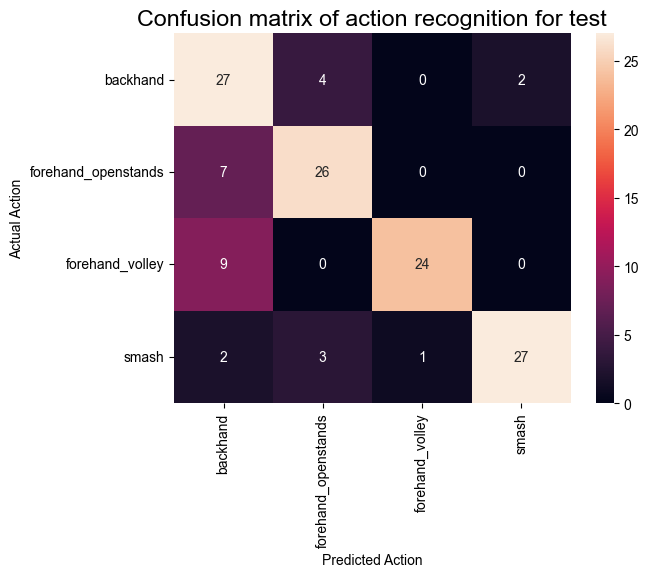 Confusion matrix of action recognition for test
backhand
27 4 0 2
25
20
forehand_openstands
7 26 0 0
15
Actual Action
forehand_volley
9 0 24 0
10
5
smash
2 3 1 27
0
backhand
forehand_openstands
forehand_volley
smash
Predicted Action